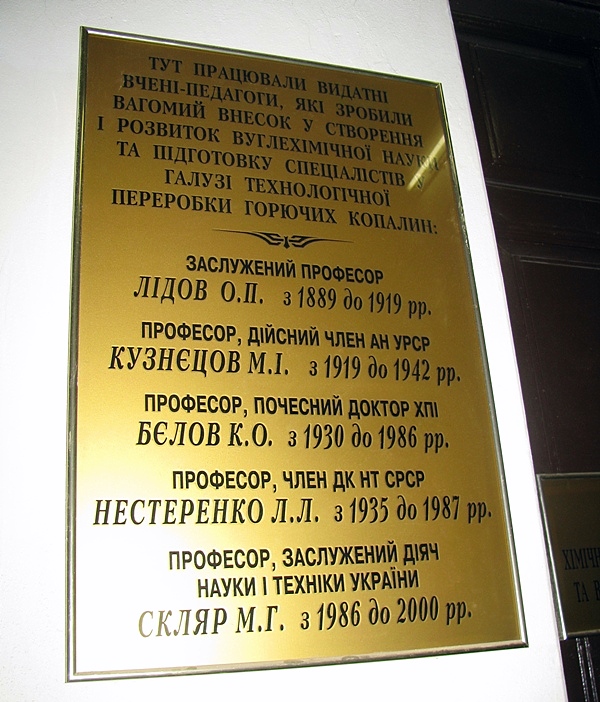 ТУТ ПРАЦЮВАЛИ ВИДАТНІ
ВЧЕНІ-ПЕДАГОГИ, ЯКІ ЗРОБИЛИ
ВАГОМИЙ ВНЕСОК У СТВОРЕННЯ
І РОЗВИТОК ВУГЛЕХІМІЧНОЇ НАУКИ
ТА ПІДГОТОВКУ СПЕЦІАЛІСТІВ У
ГАЛУЗІ ТЕХНОЛОГІЧНОЇ
ПЕРЕРОБКИ ГОРЮЧИХ КОПАЛИН:
ЗАСЛУЖЕНИЙ ПРОФЕСОР
ЛІДОВ О.П. з 1889 до 1919 рр.
ПРОФЕСОР, ДІЙСНИЙ ЧЛЕН АН УРСР
КУЗНЄЦОВ М.І. з 1919 до 1942 рр.
ПРОФЕСОР, ПОЧЕСНИЙ ДОКТОР ХПІ
БЄЛОВ К.О. з 1930 до 1986 рр.
ПРОФЕСОР, ЧЛЕН ДК НТ СРСР
НЕСТЕРЕНКО Л.Л. з 1935 до 1987 рр.
ПРОФЕСОР, ЗАСЛУЖЕНИЙ ДІЯЧ
НАУКИ І ТЕХНІКИ УКРАЇНИ
СКЛЯР М.Г. з 1986 до 2000 рр.
ТА